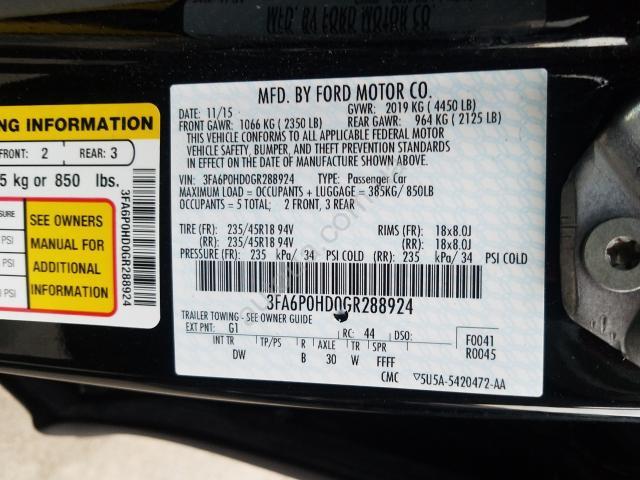 MFD. BY FORD MOTOR CO.
NG INFORMATION
FRONT: 2 REAR: 3
5 kg or 850 lbs.
SURE
PSI
PSI
PSI
SEE OWNERS
MANUAL FOR
ADDITIONAL
INFORMATION
3FA6P0HD0GR288924
MFD. BY FORD MOTOR CO.
DATE: 11/15 GVWR: 2019 KG (4450 LB)
FRONT GAWR: 1066 KG (2350 LB) REAR GAWR: 964 KG (2125 LB)
THIS VEHICLE CONFORMS TO ALL APPLICABLE FEDERAL MOTOR
VEHICLE SAFETY, BUMPER, AND THEFT PREVENTION STANDARDS IN
EFFECT ON THE DATE OF MANUFACTURE SHOWN ABOVE.
VIN: 3FA6P0HD0GR288924 TYPE: Passenger Car
MAXIMUM LOAD = OCCUPANTS + LUGGAGE = 385KG/ 850LB
OCCUPANTS = 5 TOTAL; 2 FRONT, 3 REAR
TIRE (FR): 235/45R18 94V RIMS (FR): 18x8.0J
(RR): 235/45R18 94V (RR): 18x8.0J
PRESSURE (FR): 235 kPa/ 34 PSI COLD (RR): 235 kPa/ 34 PSI COLD
3FA6P0HD0GR288924
TRAILER TOWING - SEE OWNER GUIDE
EXT PNT: G1 RC: 44 DSO: F0041
INT TR TP/PS R AXLE TR SPR R0045
DW B 30 W FFFF
CMC ▽5U5A-5420472-AA